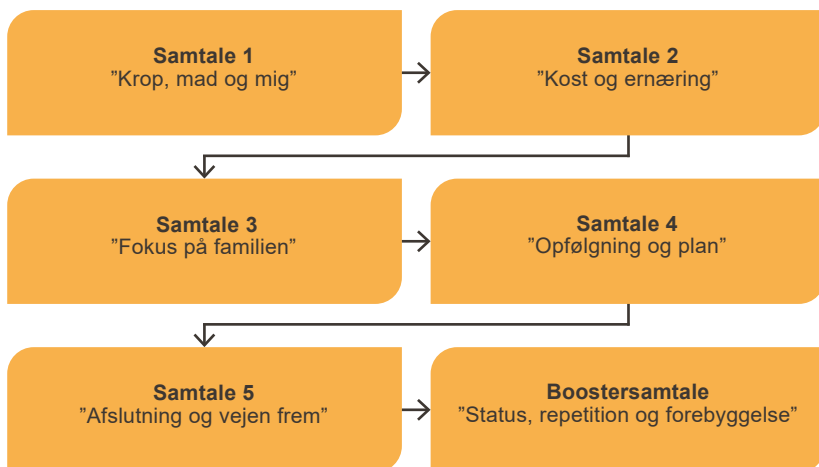 Samtale 1
”Krop, mad og mig”
Samtale 2
”Kost og ernæring”
Samtale 3
”Fokus på familien”
Samtale 4
”Opfølgning og plan”
Samtale 5
”Afslutning og vejen frem”
Boostersamtale
”Status, repetition og forebyggelse”